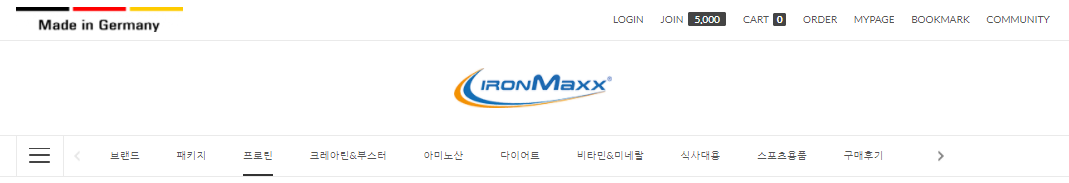 Made in Germany
LOGIN JOIN 5,000 CART 0 ORDER MYPAGE BOOKMARK COMMUNITY
IRONMaxx®
브랜드 패키지 프로틴 크레아틴&부스터 아미노산 다이어트 비타민&미네랄 식사대용 스포츠용품 구매후기